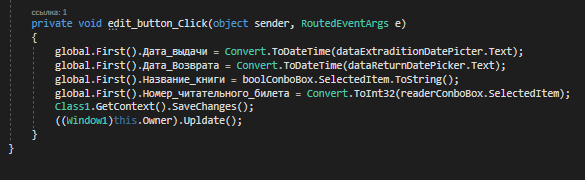 ссылка: 1
private void edit_button_Click(object sender, RoutedEventArgs e)
{
global.First().Дата_выдачи = Convert.ToDateTime(dataExtraditionDatePicter.Text);
global.First().Дата_Возврата = Convert.ToDateTime(dataReturnDatePicker.Text);
global.First().Название_книги = boolConboBox.SelectedItem.ToString();
global.First().Номер_читательного_билета = Convert.ToInt32(readerComboBox.SelectedItem);
Class1.GetContext().SaveChanges();
((Window1)this.Owner).Upldate();
}
}